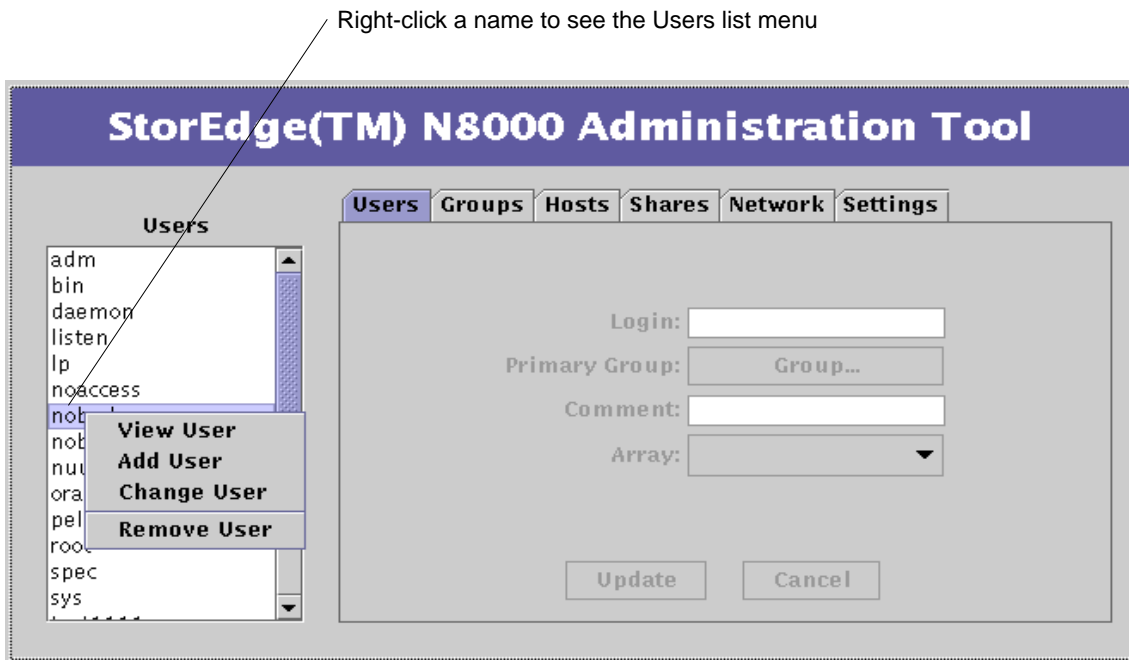 Right-click a name to see the Users list menu
StorEdge(TM) N8000 Administration Tool
Users Groups Hosts Shares Network Settings
Users
adm
bin
daemon
listen
lp
noaccess
View User
Add User
Change User
Remove User
root
spec
sys
Login:
Primary Group: Group...
Comment:
Array:
Update Cancel